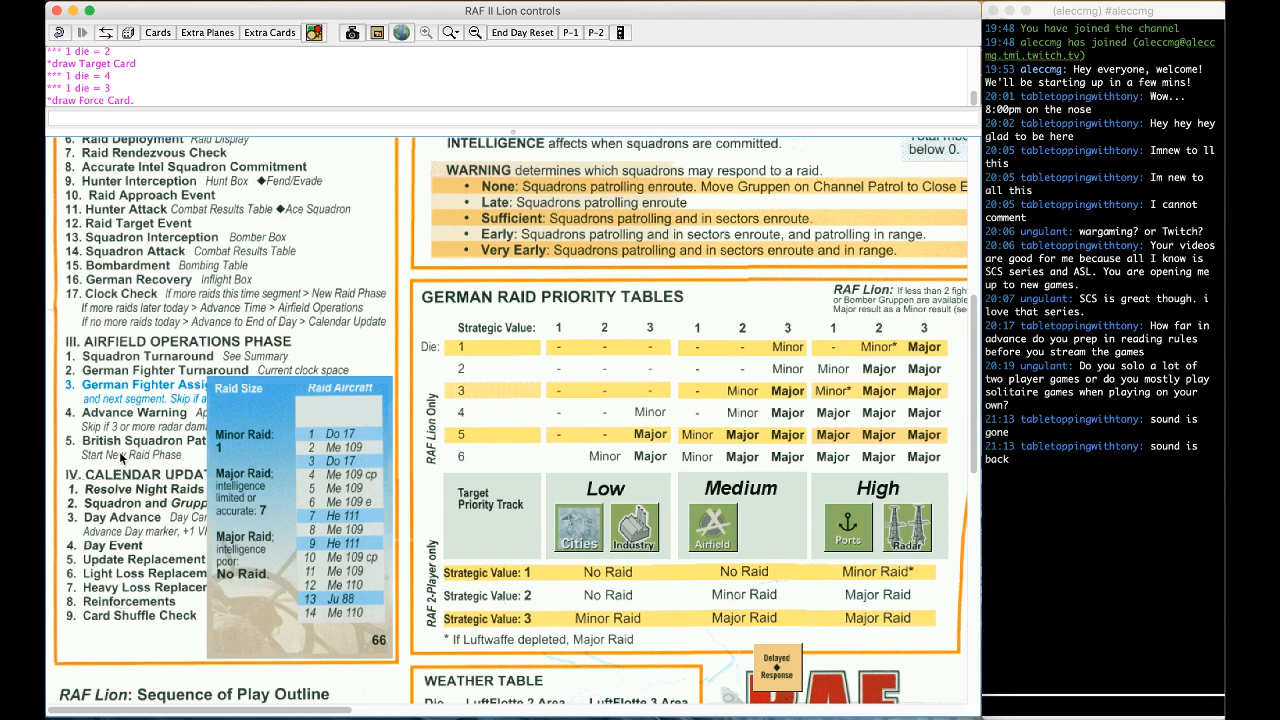 RAF II Lion controls
Cards
Extra Planes
Extra Cards
End Day Reset
P-1
P-2
*** 1 die = 2
*draw Target Card
*** 1 die = 4
*** 1 die = 3
*draw Force Card.
6. Raid Deployment Raid Display
7. Raid Rendezvous Check
8. Accurate Intel Squadron Commitment
9. Hunter Interception Hunt Box ◆Fend/Evade
10. Raid Approach Event
11. Hunter Attack Combat Results Table ◆Ace Squadron
12. Raid Target Event
13. Squadron Interception Bomber Box
14. Squadron Attack Combat Results Table
15. Bombardment Bombing Table
16. German Recovery Inflight Box
17. Clock Check If more raids this time segment > New Raid Phase
If more raids later today > Advance Time > Airfield Operations
If no more raids today > Advance to End of Day > Calendar Update
III. AIRFIELD OPERATIONS PHASE
1. Squadron Turnaround See Summary
2. German Fighter Turnaround Current clock space
3. German Fighter Assig
and next segment. Skip if a
4. Advance Warning
Skip if 3 or more radar dama
5. British Squadron Pat
Start New Raid Phase
IV. CALENDAR UPDAT
1. Resolve Night Raids
2. Squadron and Grupp
3. Day Advance Day Car
Advance Day marker, +1 VI
4. Day Event
5. Update Replacement
6. Light Loss Replacem
7. Heavy Loss Replacer
8. Reinforcements
9. Card Shuffle Check
Raid Size
Raid Aircraft
Minor Raid:
1
Major Raid;
intelligence
limited or
accurate: 7
Major Raid;
intelligence
poor:
No Raid.
1 Do 17
2 Me 109
3 Do 17
4 Me 109 cp
5 Me 109
6 Me 109 e
7 He 111
8 Me 109
9 He 111
10 Me 109 cp
11 Me 109
12 Me 110
13 Ju 88
14 Me 110
66
RAF Lion: Sequence of Play Outline
INTELLIGENCE affects when squadrons are committed.
below 0.
WARNING determines which squadrons may respond to a raid.
• None: Squadrons patrolling enroute. Move Gruppen on Channel Patrol to Close E
• Late: Squadrons patrolling enroute
• Sufficient: Squadrons patrolling and in sectors enroute.
• Early: Squadrons patrolling and in sectors enroute, and patrolling in range.
• Very Early: Squadrons patrolling and in sectors enroute and in range.
GERMAN RAID PRIORITY TABLES
RAF Lion: If less than 2 figh
or Bomber Gruppen are available
Major result as a Minor result (se
Strategic Value: 1 2 3 1 2 3 1 2 3
Die: 1 - - - - - Minor - Minor* Major
2 - - - - - Minor Minor Major Major
3 - - - - Minor Major Minor* Major Major
4 - - Minor - Minor Major Major Major Major
5 - - Major Minor Major Major Major Major Major
6 Minor Major Minor Major Major Major Major Major
RAF Lion Only
Target
Priority Track
Low
Medium
High
Cities
Industry
Airfield
Ports
Radar
RAF 2-Player only
Strategic Value: 1 No Raid No Raid Minor Raid*
Strategic Value: 2 No Raid Minor Raid Major Raid
Strategic Value: 3 Minor Raid Major Raid Major Raid
* If Luftwaffe depleted, Major Raid
Delayed
◆
Response
WEATHER TABLE
Die LuftFlotte 2 Area LuftFlotte 3 Area
RAF
(aleccmg) #aleccmg
19:48 You have joined the channel
19:48 aleccmg has joined (aleccmg@alecc
mg.tmi.twitch.tv)
19:53 aleccmg: Hey everyone, welcome!
We'll be starting up in a few mins!
20:01 tabletoppingwithtony: Wow...
8:00pm on the nose
20:02 tabletoppingwithtony: Hey hey hey
glad to be here
20:05 tabletoppingwithtony: Imnew to ll
this
20:05 tabletoppingwithtony: Im new to
all this
20:05 tabletoppingwithtony: I cannot
comment
20:06 ungulant: wargaming? or Twitch?
20:06 tabletoppingwithtony: Your videos
are good for me because all I know is
SCS series and ASL. You are opening me
up to new games.
20:07 ungulant: SCS is great though. i
love that series.
20:17 tabletoppingwithtony: How far in
advance do you prep in reading rules
before you stream the games
20:19 ungulant: Do you solo a lot of
two player games or do you mostly play
solitaire games when playing on your
own?
21:13 tabletoppingwithtony: sound is
gone
21:13 tabletoppingwithtony: sound is
back